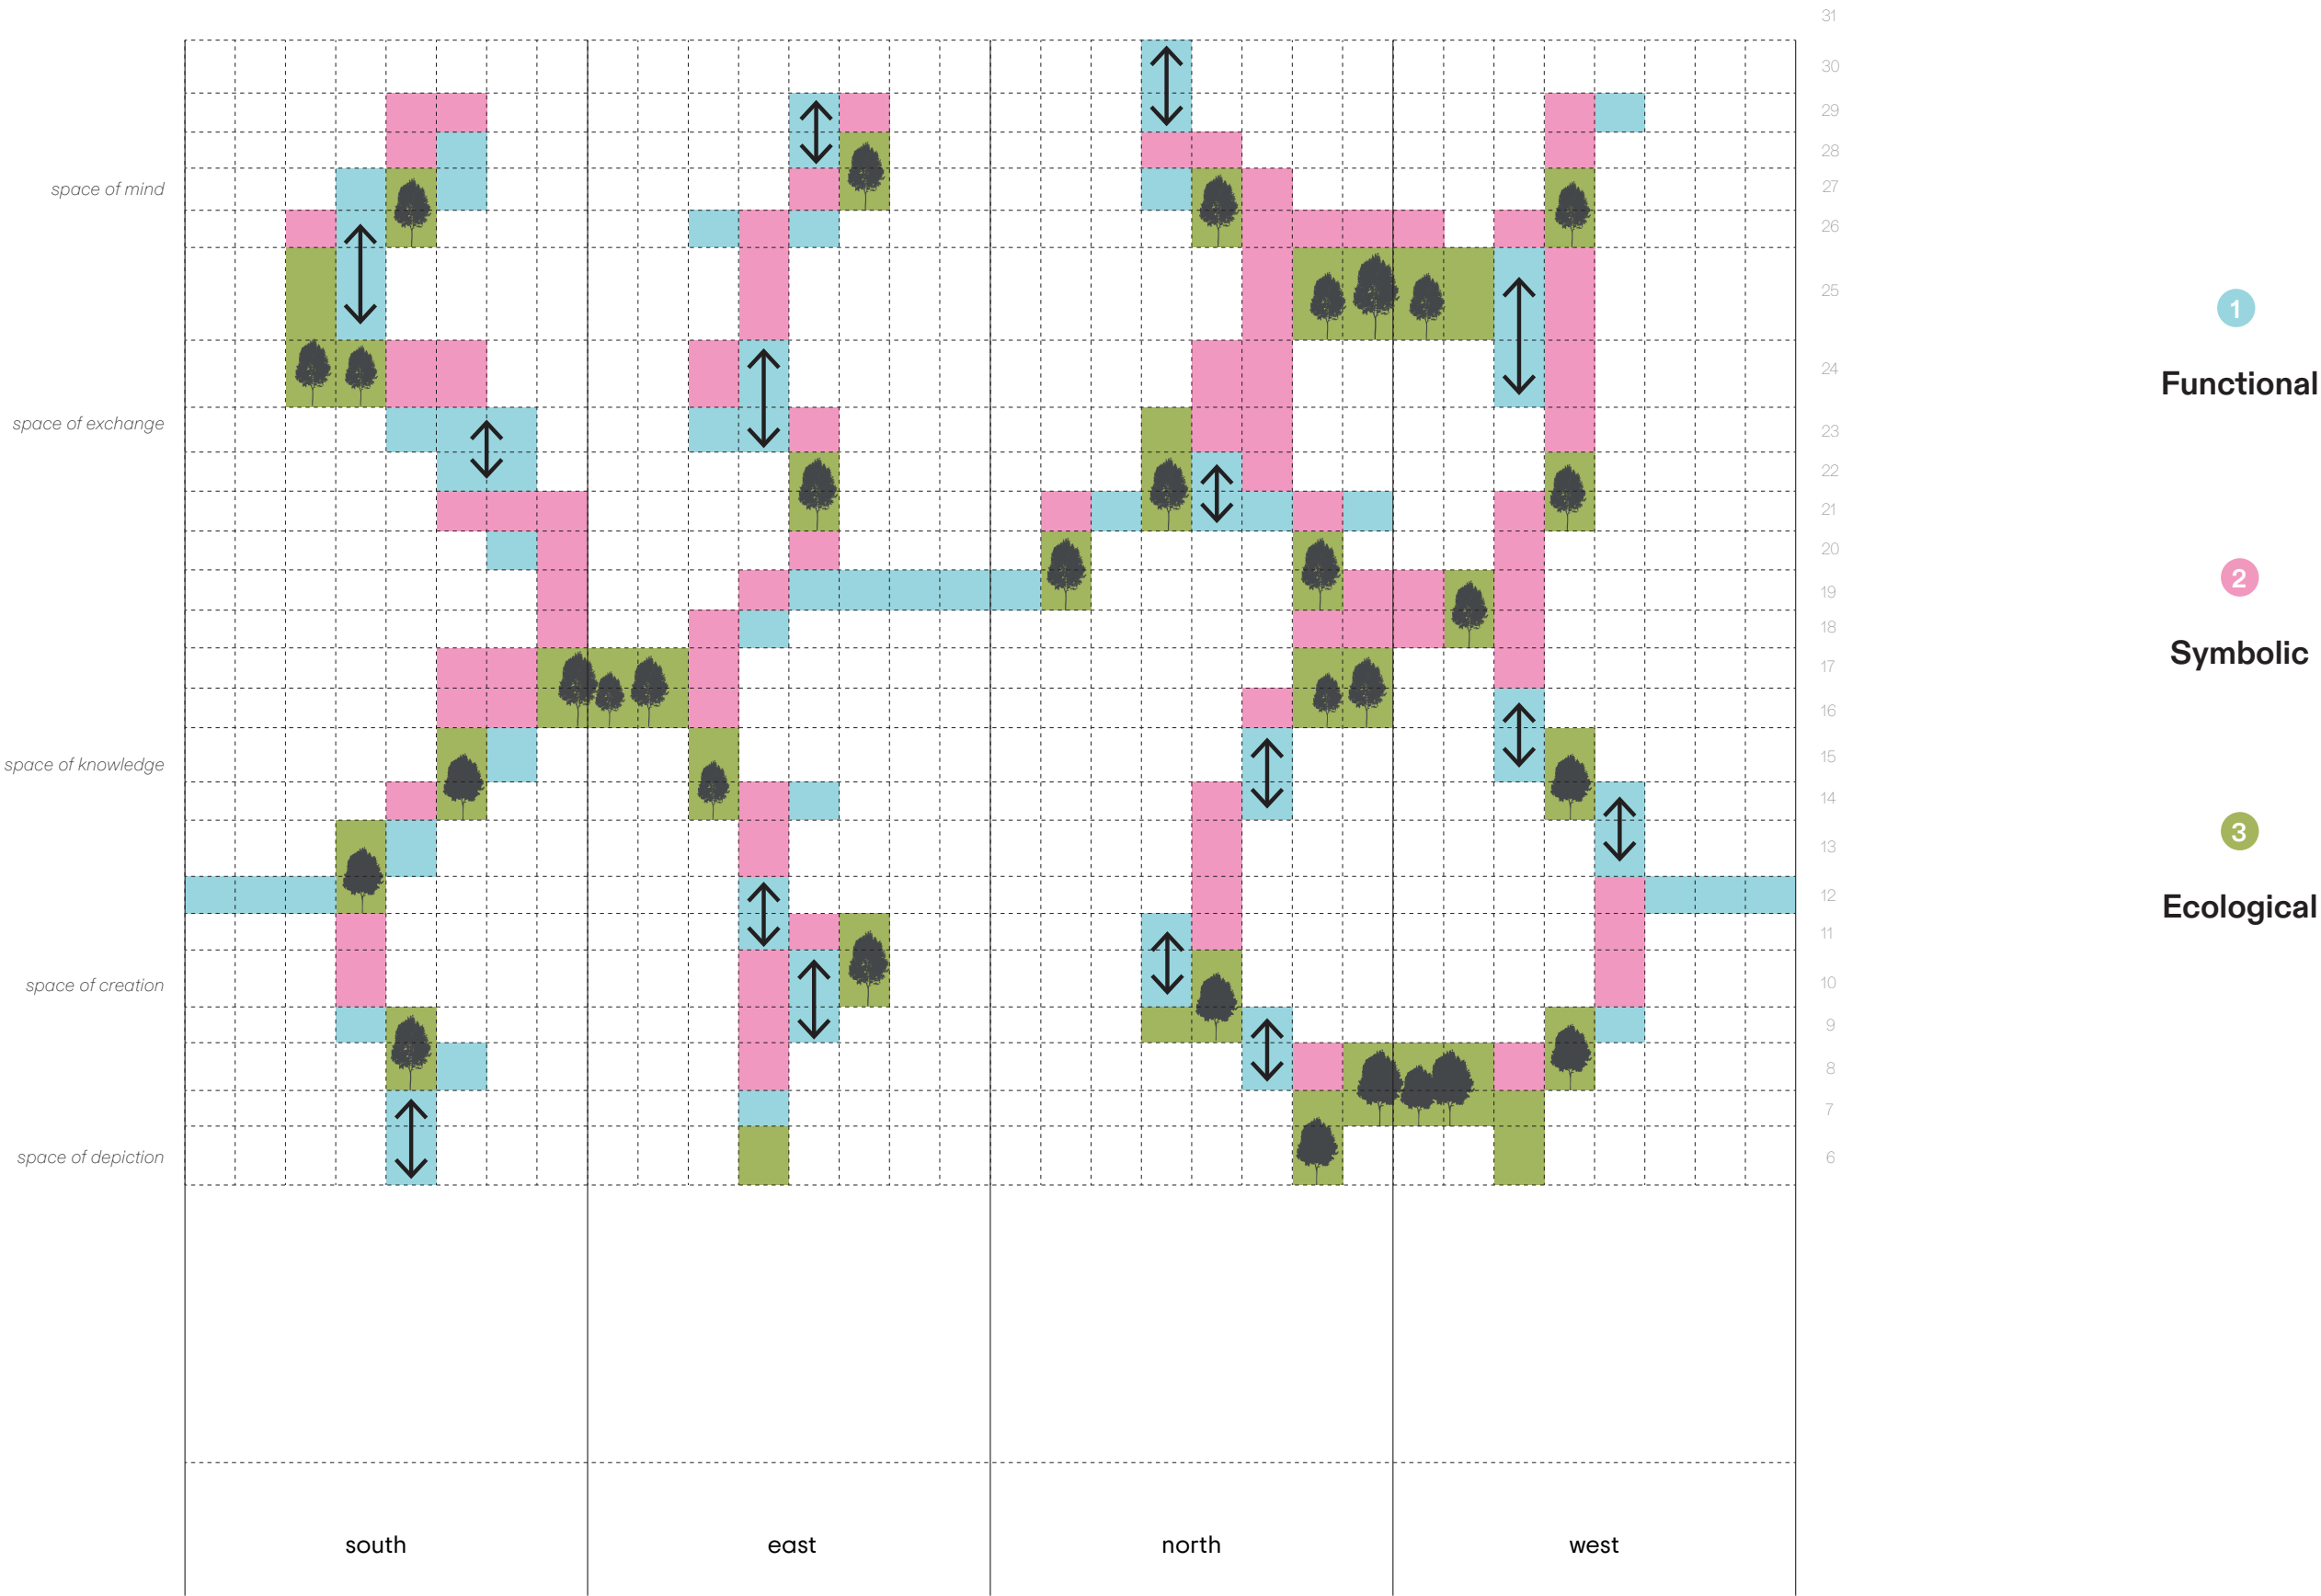 31
30
29
28
space of mind
27
26
25
24
space of exchange
23
22
21
20
19
18
17
16
space of knowledge
15
14
13
12
11
space of creation
10
9
8
7
space of depiction
6
south
east
north
west
1
Functional
2
Symbolic
3
Ecological